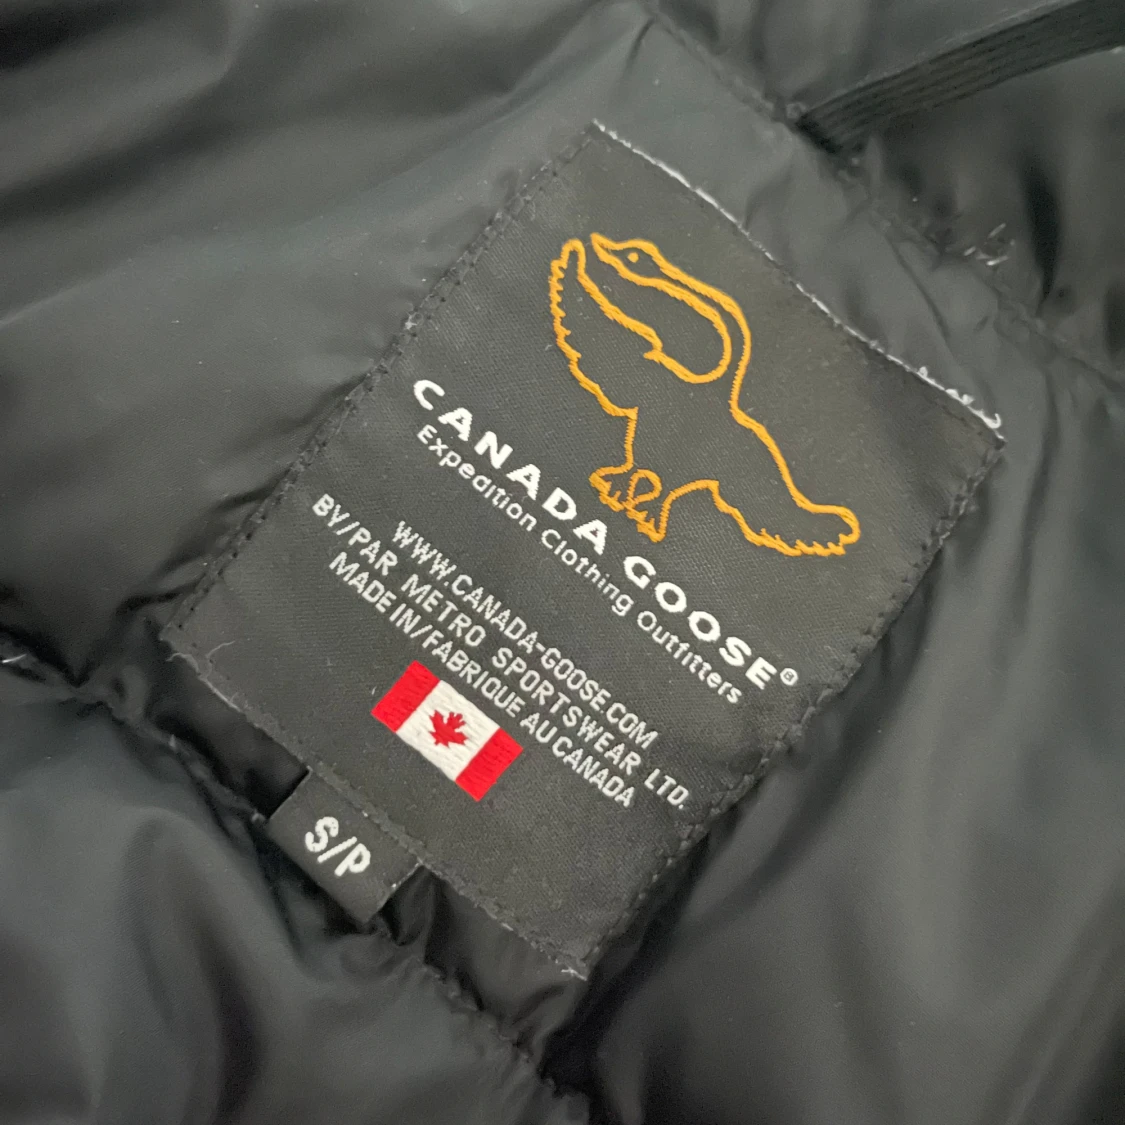 CANADA GOOSE®
Expedition Clothing Outfitters
WWW.CANADA-GOOSE.COM
BY/PAR METRO SPORTSWEAR LTD.
MADE IN/FABRIQUE AU CANADA
S/P